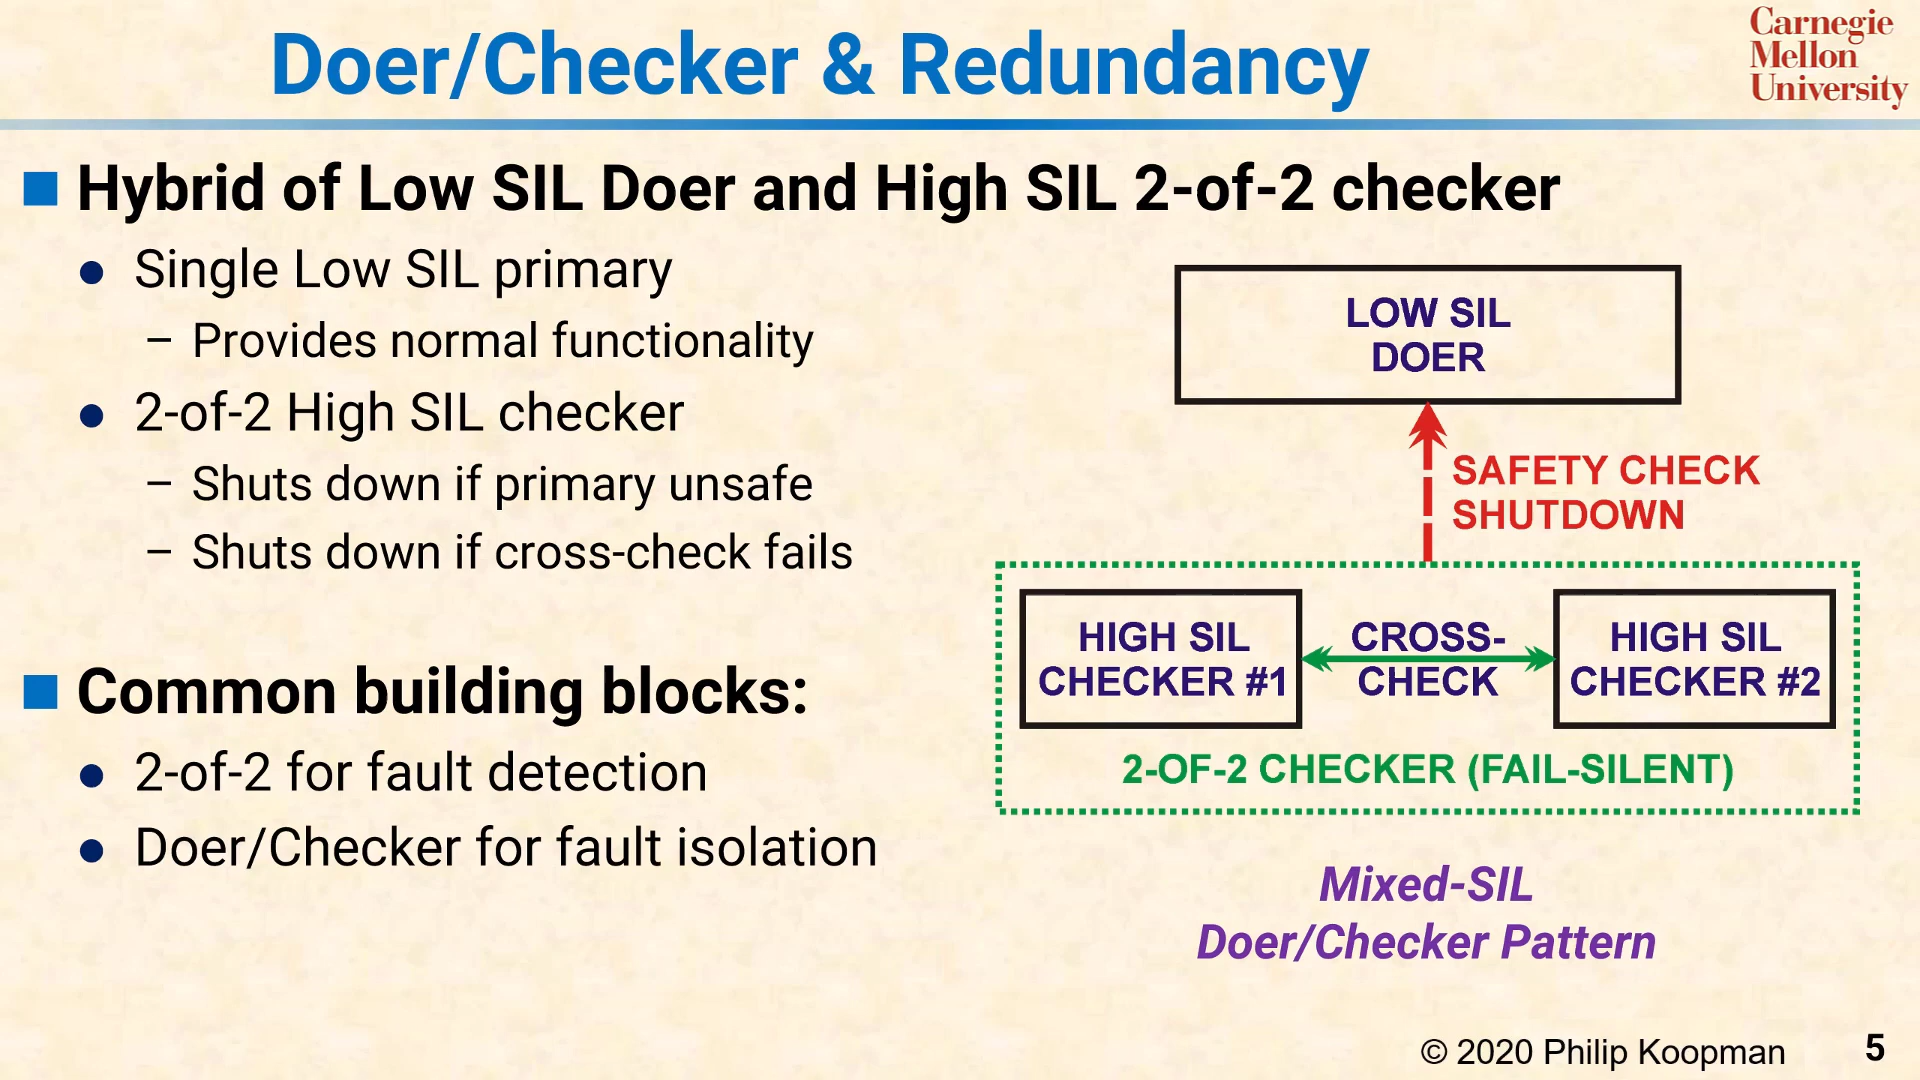 Doer/Checker & Redundancy
Carnegie
Mellon
University
Hybrid of Low SIL Doer and High SIL 2-of-2 checker
Single Low SIL primary
– Provides normal functionality
2-of-2 High SIL checker
– Shuts down if primary unsafe
– Shuts down if cross-check fails
Common building blocks:
2-of-2 for fault detection
Doer/Checker for fault isolation
LOW SIL
DOER
SAFETY CHECK
SHUTDOWN
HIGH SIL
CHECKER #1
CROSS-
CHECK
HIGH SIL
CHECKER #2
2-OF-2 CHECKER (FAIL-SILENT)
Mixed-SIL
Doer/Checker Pattern
© 2020 Philip Koopman
5